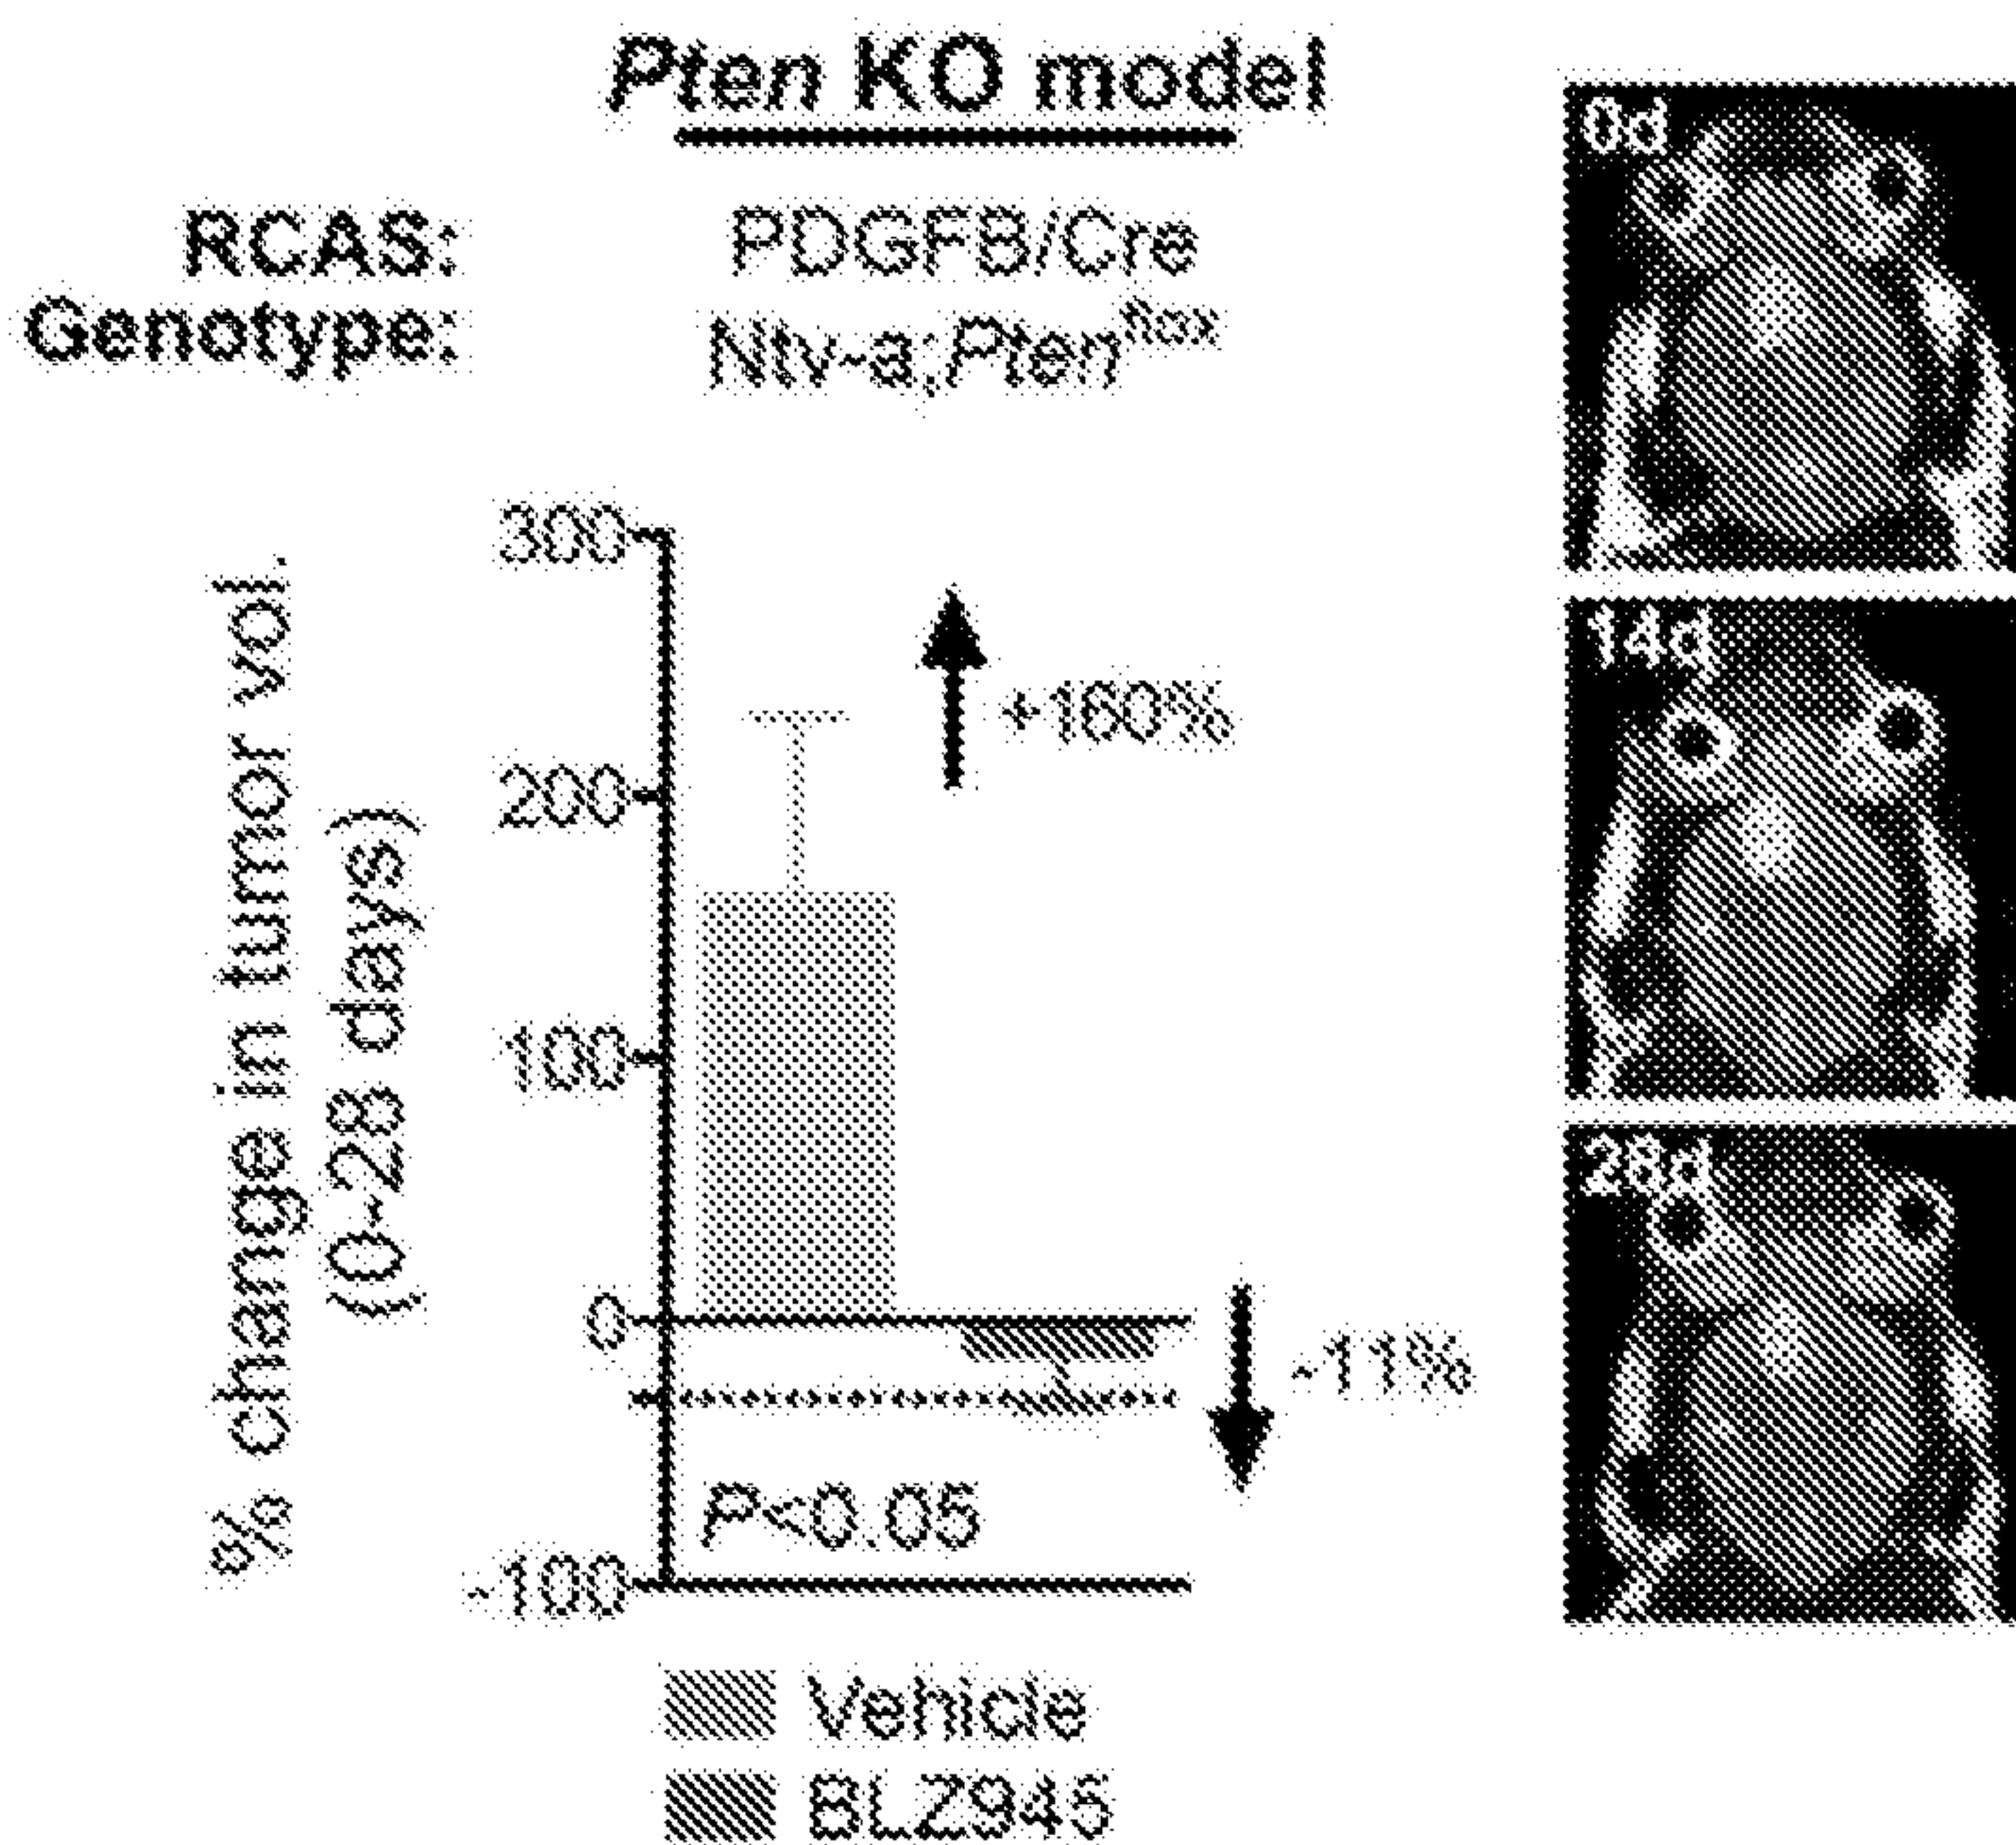 Pten KO model
RCAS: PDGFB/Cre
Genotype: Ntv-a;Pten^flox
% change in tumor vol.
(0-28 days)
300
200
100
0
-100
+160%
-11%
P<0.05
Vehicle
BLZ945
0d
14d
28d